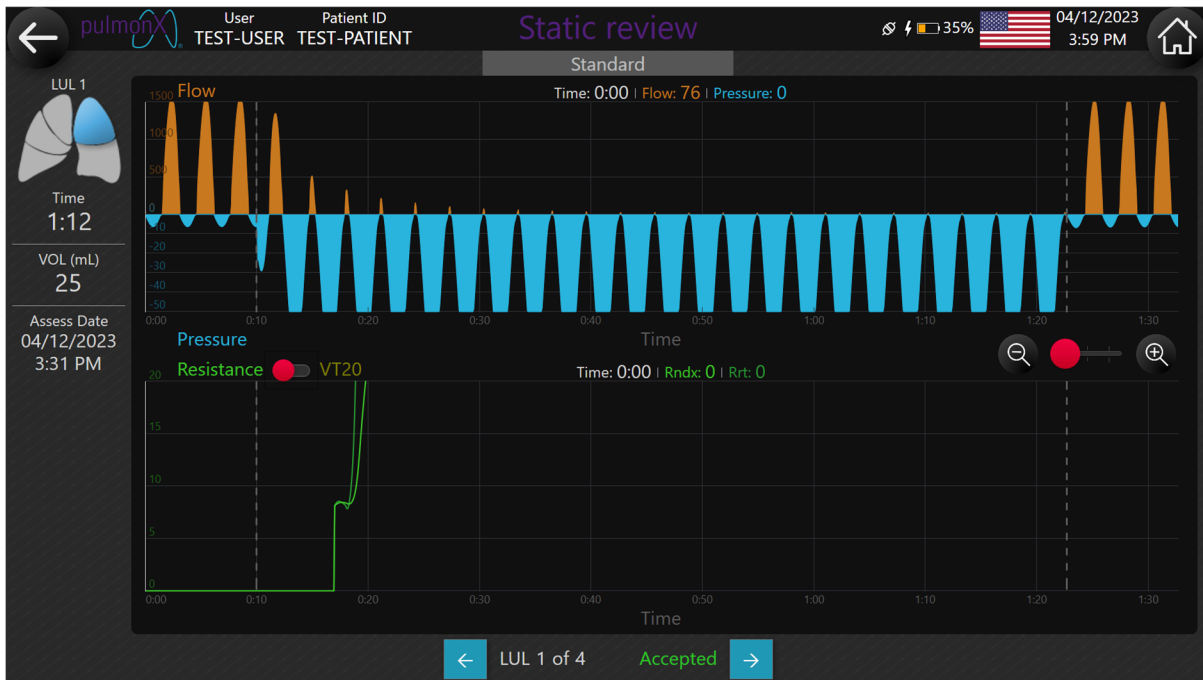 pulmonX
User
TEST-USER
Patient ID
TEST-PATIENT
Static review
35%
04/12/2023
3:59 PM
Standard
LUL 1
Time
1:12
VOL (mL)
25
Assess Date
04/12/2023
3:31 PM
Flow
Time: 0:00 | Flow: 76 | Pressure: 0
1500
1000
500
0
-10
-20
-30
-40
-50
0:00 0:10 0:20 0:30 0:40 0:50 1:00 1:10 1:20 1:30
Pressure
Time
Resistance VT20
Time: 0:00 | Rndx: 0 | Rrt: 0
20
15
10
5
0
0:00 0:10 0:20 0:30 0:40 0:50 1:00 1:10 1:20 1:30
Time
LUL 1 of 4 Accepted